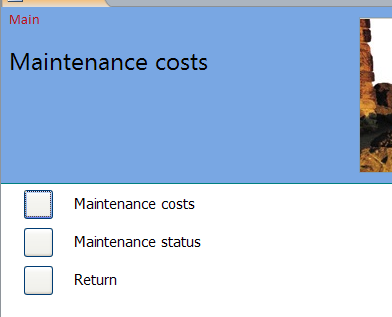 Main
Maintenance costs
Maintenance costs
Maintenance status
Return